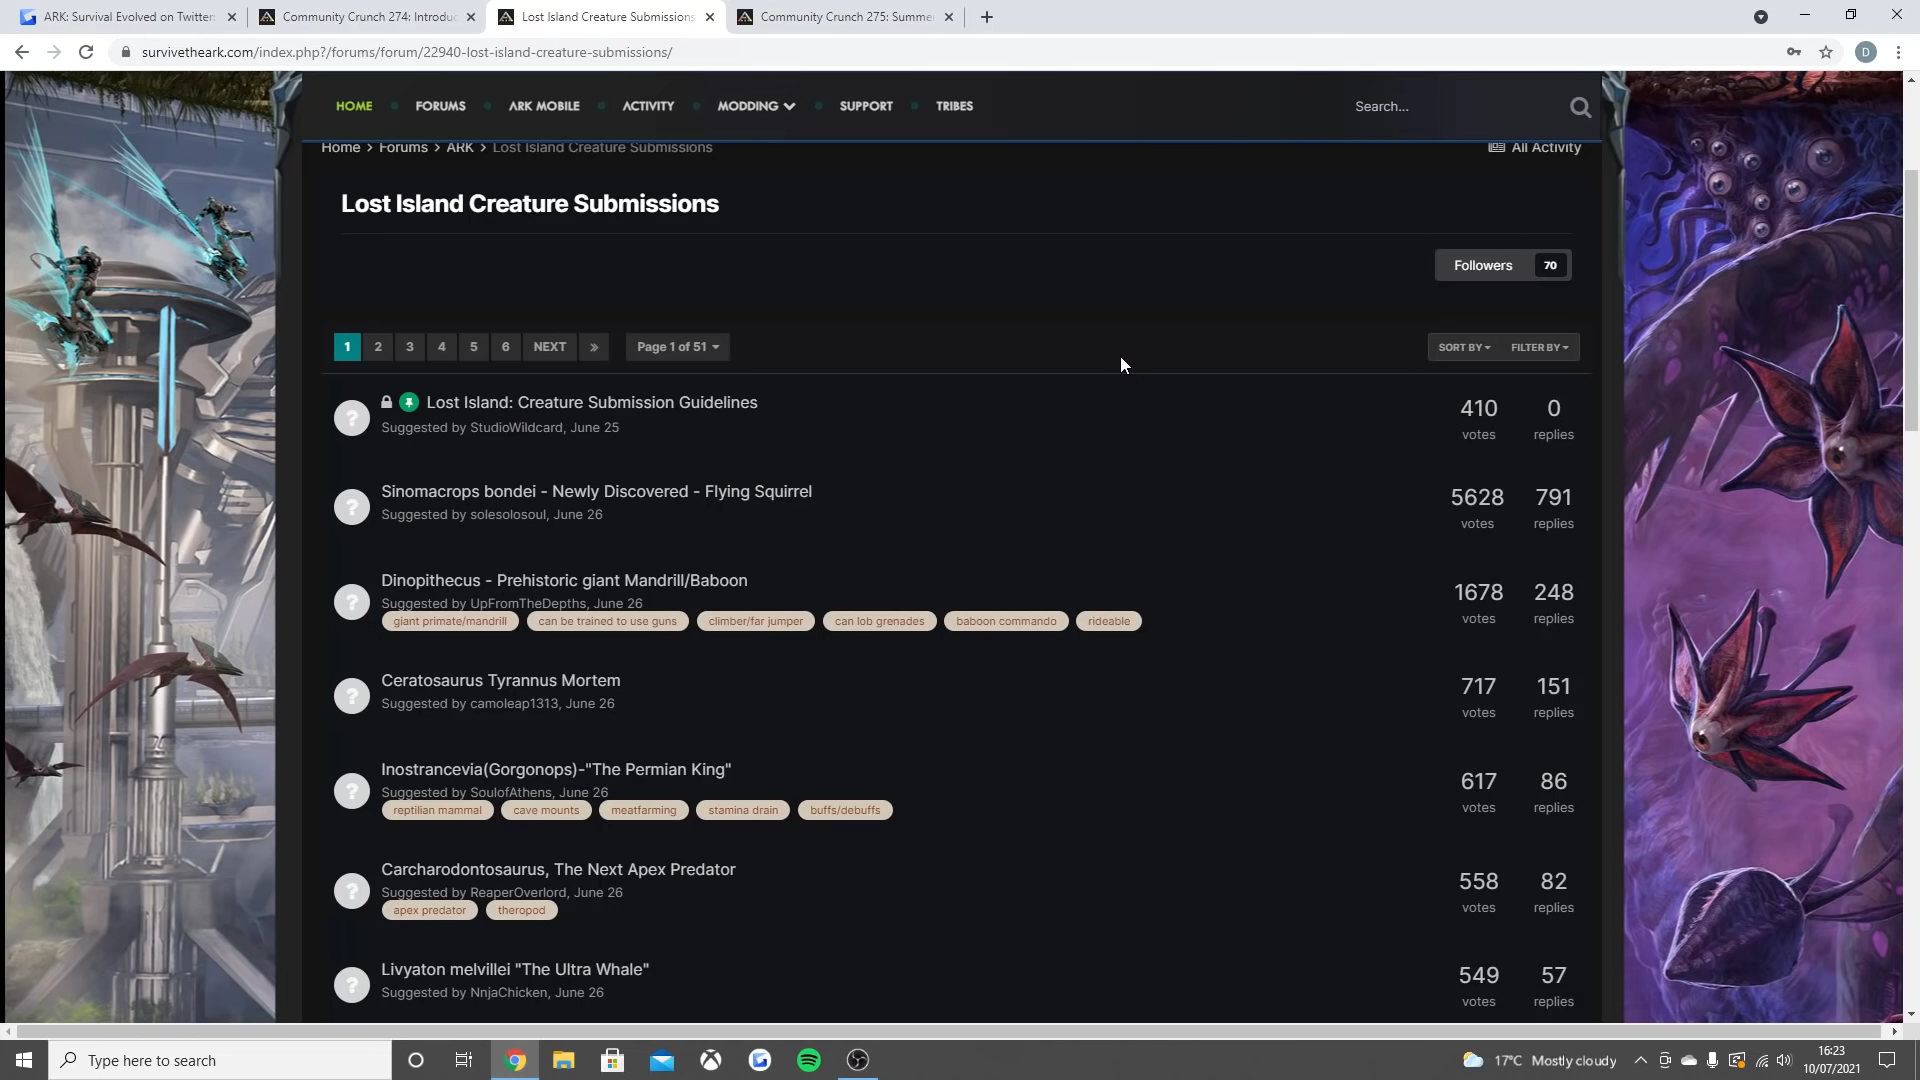 ARK: Survival Evolved on Twitter
Community Crunch 274: Introduc
Lost Island Creature Submissions
Community Crunch 275: Summer
survivetheark.com/index.php?/forums/forum/22940-lost-island-creature-submissions/
D
HOME FORUMS ARK MOBILE ACTIVITY MODDING SUPPORT TRIBES Search...
Home > Forums > ARK > Lost Island Creature Submissions All Activity
Lost Island Creature Submissions
Followers 70
1 2 3 4 5 6 NEXT » Page 1 of 51 SORT BY FILTER BY
Lost Island: Creature Submission Guidelines
Suggested by StudioWildcard, June 25
410 votes 0 replies
Sinomacrops bondei - Newly Discovered - Flying Squirrel
Suggested by solesolosoul, June 26
5628 votes 791 replies
Dinopithecus - Prehistoric giant Mandrill/Baboon
Suggested by UpFromTheDepths, June 26
giant primate/mandrill can be trained to use guns climber/far jumper can lob grenades baboon commando rideable
1678 votes 248 replies
Ceratosaurus Tyrannus Mortem
Suggested by camoleap1313, June 26
717 votes 151 replies
Inostrancevia(Gorgonops)-"The Permian King"
Suggested by SoulofAthens, June 26
reptilian mammal cave mounts meatfarming stamina drain buffs/debuffs
617 votes 86 replies
Carcharodontosaurus, The Next Apex Predator
Suggested by ReaperOverlord, June 26
apex predator theropod
558 votes 82 replies
Livyaton melvillei "The Ultra Whale"
Suggested by NnjaChicken, June 26
549 votes 57 replies
Type here to search
17°C Mostly cloudy
16:23
10/07/2021